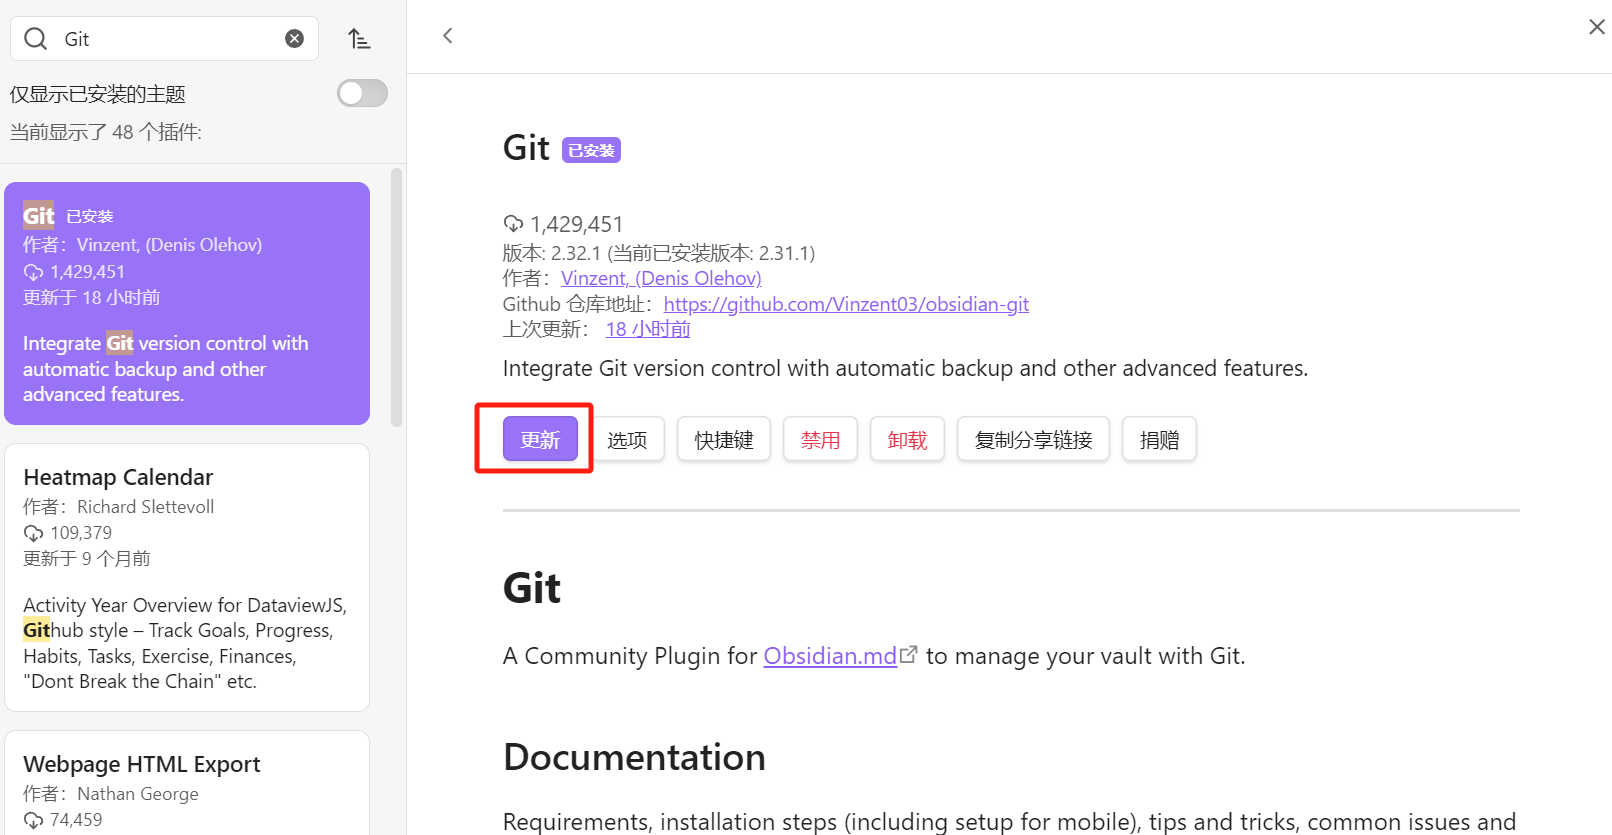 Git
仅显示已安装的主题
当前显示了 48 个插件:
Git 已安装
作者：Vinzent, (Denis Olehov)
1,429,451
更新于 18 小时前
Integrate Git version control with
automatic backup and other
advanced features.
Heatmap Calendar
作者：Richard Slettevoll
109,379
更新于 9 个月前
Activity Year Overview for DataviewJS,
Github style – Track Goals, Progress,
Habits, Tasks, Exercise, Finances,
"Dont Break the Chain" etc.
Webpage HTML Export
作者：Nathan George
74,459
Git 已安装
1,429,451
版本: 2.32.1 (当前已安装版本: 2.31.1)
作者：Vinzent, (Denis Olehov)
Github 仓库地址：https://github.com/Vinzent03/obsidian-git
上次更新： 18 小时前
Integrate Git version control with automatic backup and other advanced features.
更新 选项 快捷键 禁用 卸载 复制分享链接 捐赠
Git
A Community Plugin for Obsidian.md to manage your vault with Git.
Documentation
Requirements, installation steps (including setup for mobile), tips and tricks, common issues and